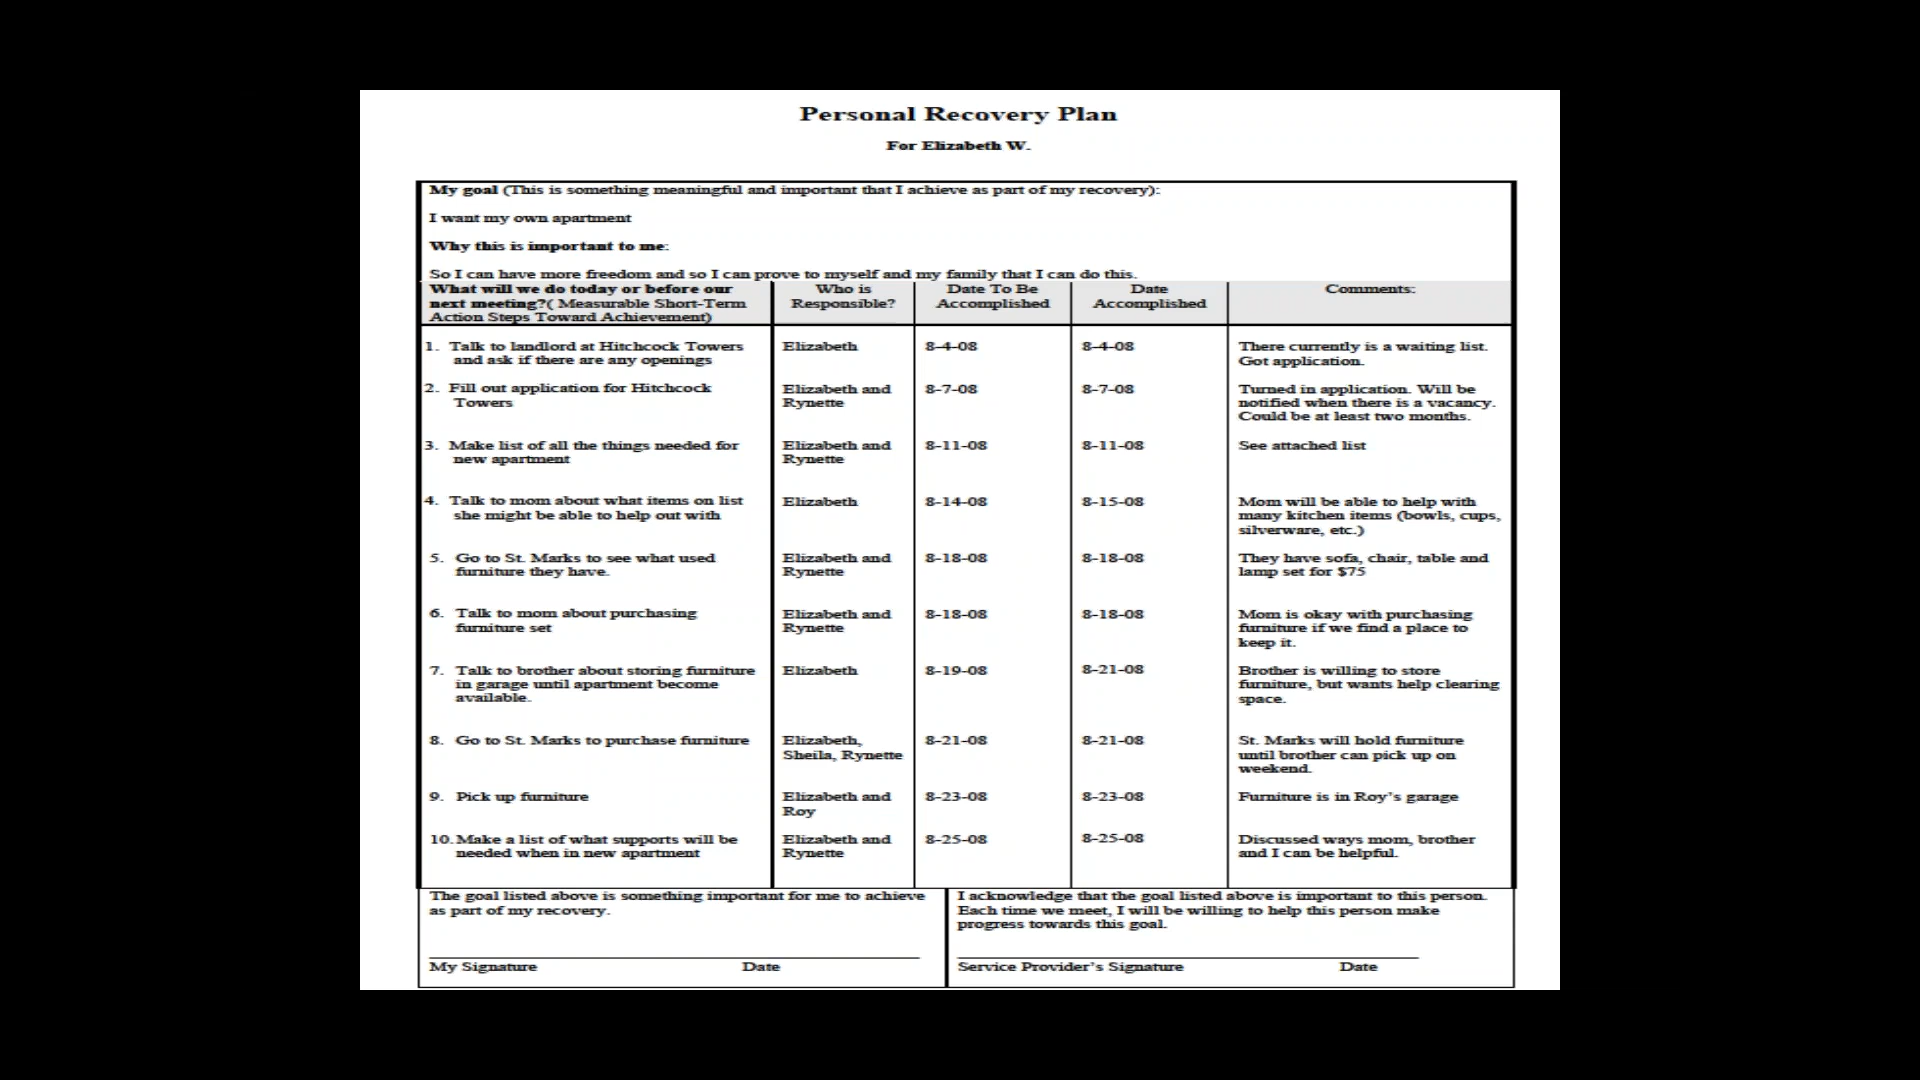 Personal Recovery Plan
For Elizabeth W.
My goal (This is something meaningful and important that I achieve as part of my recovery):
I want my own apartment
Why this is important to me:
So I can have more freedom and so I can prove to myself and my family that I can do this.
What will we do today or before our
next meeting?( Measurable Short-Term
Action Steps Toward Achievement)
Who is
Responsible?
Date To Be
Accomplished
Date
Accomplished
Comments:
1. Talk to landlord at Hitchcock Towers
and ask if there are any openings
Elizabeth
8-4-08
8-4-08
There currently is a waiting list.
Got application.
2. Fill out application for Hitchcock
Towers
Elizabeth and
Rynette
8-7-08
8-7-08
Turned in application. Will be
notified when there is a vacancy.
Could be at least two months.
3. Make list of all the things needed for
new apartment
Elizabeth and
Rynette
8-11-08
8-11-08
See attached list
4. Talk to mom about what items on list
she might be able to help out with
Elizabeth
8-14-08
8-15-08
Mom will be able to help with
many kitchen items (bowls, cups,
silverware, etc.)
5. Go to St. Marks to see what used
furniture they have.
Elizabeth and
Rynette
8-18-08
8-18-08
They have sofa, chair, table and
lamp set for $75
6. Talk to mom about purchasing
furniture set
Elizabeth and
Rynette
8-18-08
8-18-08
Mom is okay with purchasing
furniture if we find a place to
keep it.
7. Talk to brother about storing furniture
in garage until apartment become
available.
Elizabeth
8-19-08
8-21-08
Brother is willing to store
furniture, but wants help clearing
space.
8. Go to St. Marks to purchase furniture
Elizabeth,
Sheila, Rynette
8-21-08
8-21-08
St. Marks will hold furniture
until brother can pick up on
weekend.
9. Pick up furniture
Elizabeth and
Roy
8-23-08
8-23-08
Furniture is in Roy's garage
10. Make a list of what supports will be
needed when in new apartment
Elizabeth and
Rynette
8-25-08
8-25-08
Discussed ways mom, brother
and I can be helpful.
The goal listed above is something important for me to achieve
as part of my recovery.
My Signature Date
I acknowledge that the goal listed above is important to this person.
Each time we meet, I will be willing to help this person make
progress towards this goal.
Service Provider's Signature Date